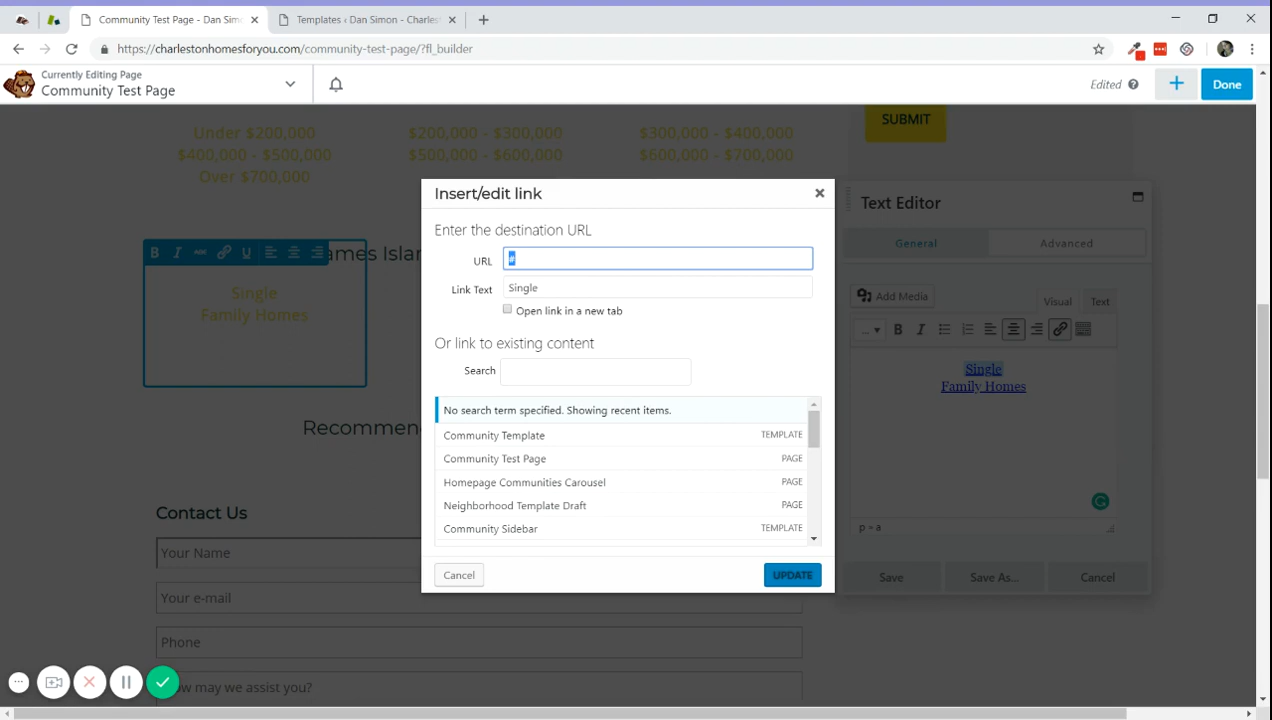 Community Test Page - Dan Simo
Templates ‹ Dan Simon - Charles
https://charlestonhomesforyou.com/community-test-page/?fl_builder
Currently Editing Page
Community Test Page
Edited
Done
Under $200,000 $200,000 - $300,000 $300,000 - $400,000
$400,000 - $500,000 $500,000 - $600,000 $600,000 - $700,000
Over $700,000
SUBMIT
Insert/edit link
Enter the destination URL
URL #
Link Text Single
Open link in a new tab
Or link to existing content
Search
No search term specified. Showing recent items.
Community Template TEMPLATE
Community Test Page PAGE
Homepage Communities Carousel PAGE
Neighborhood Template Draft PAGE
Community Sidebar TEMPLATE
Cancel UPDATE
Text Editor
General Advanced
Add Media Visual Text
... B I
Single
Family Homes
p » a
Save Save As... Cancel
B I ABC U
ames Islan
Single
Family Homes
Recommen
Contact Us
Your Name
Your e-mail
Phone
ow may we assist you?